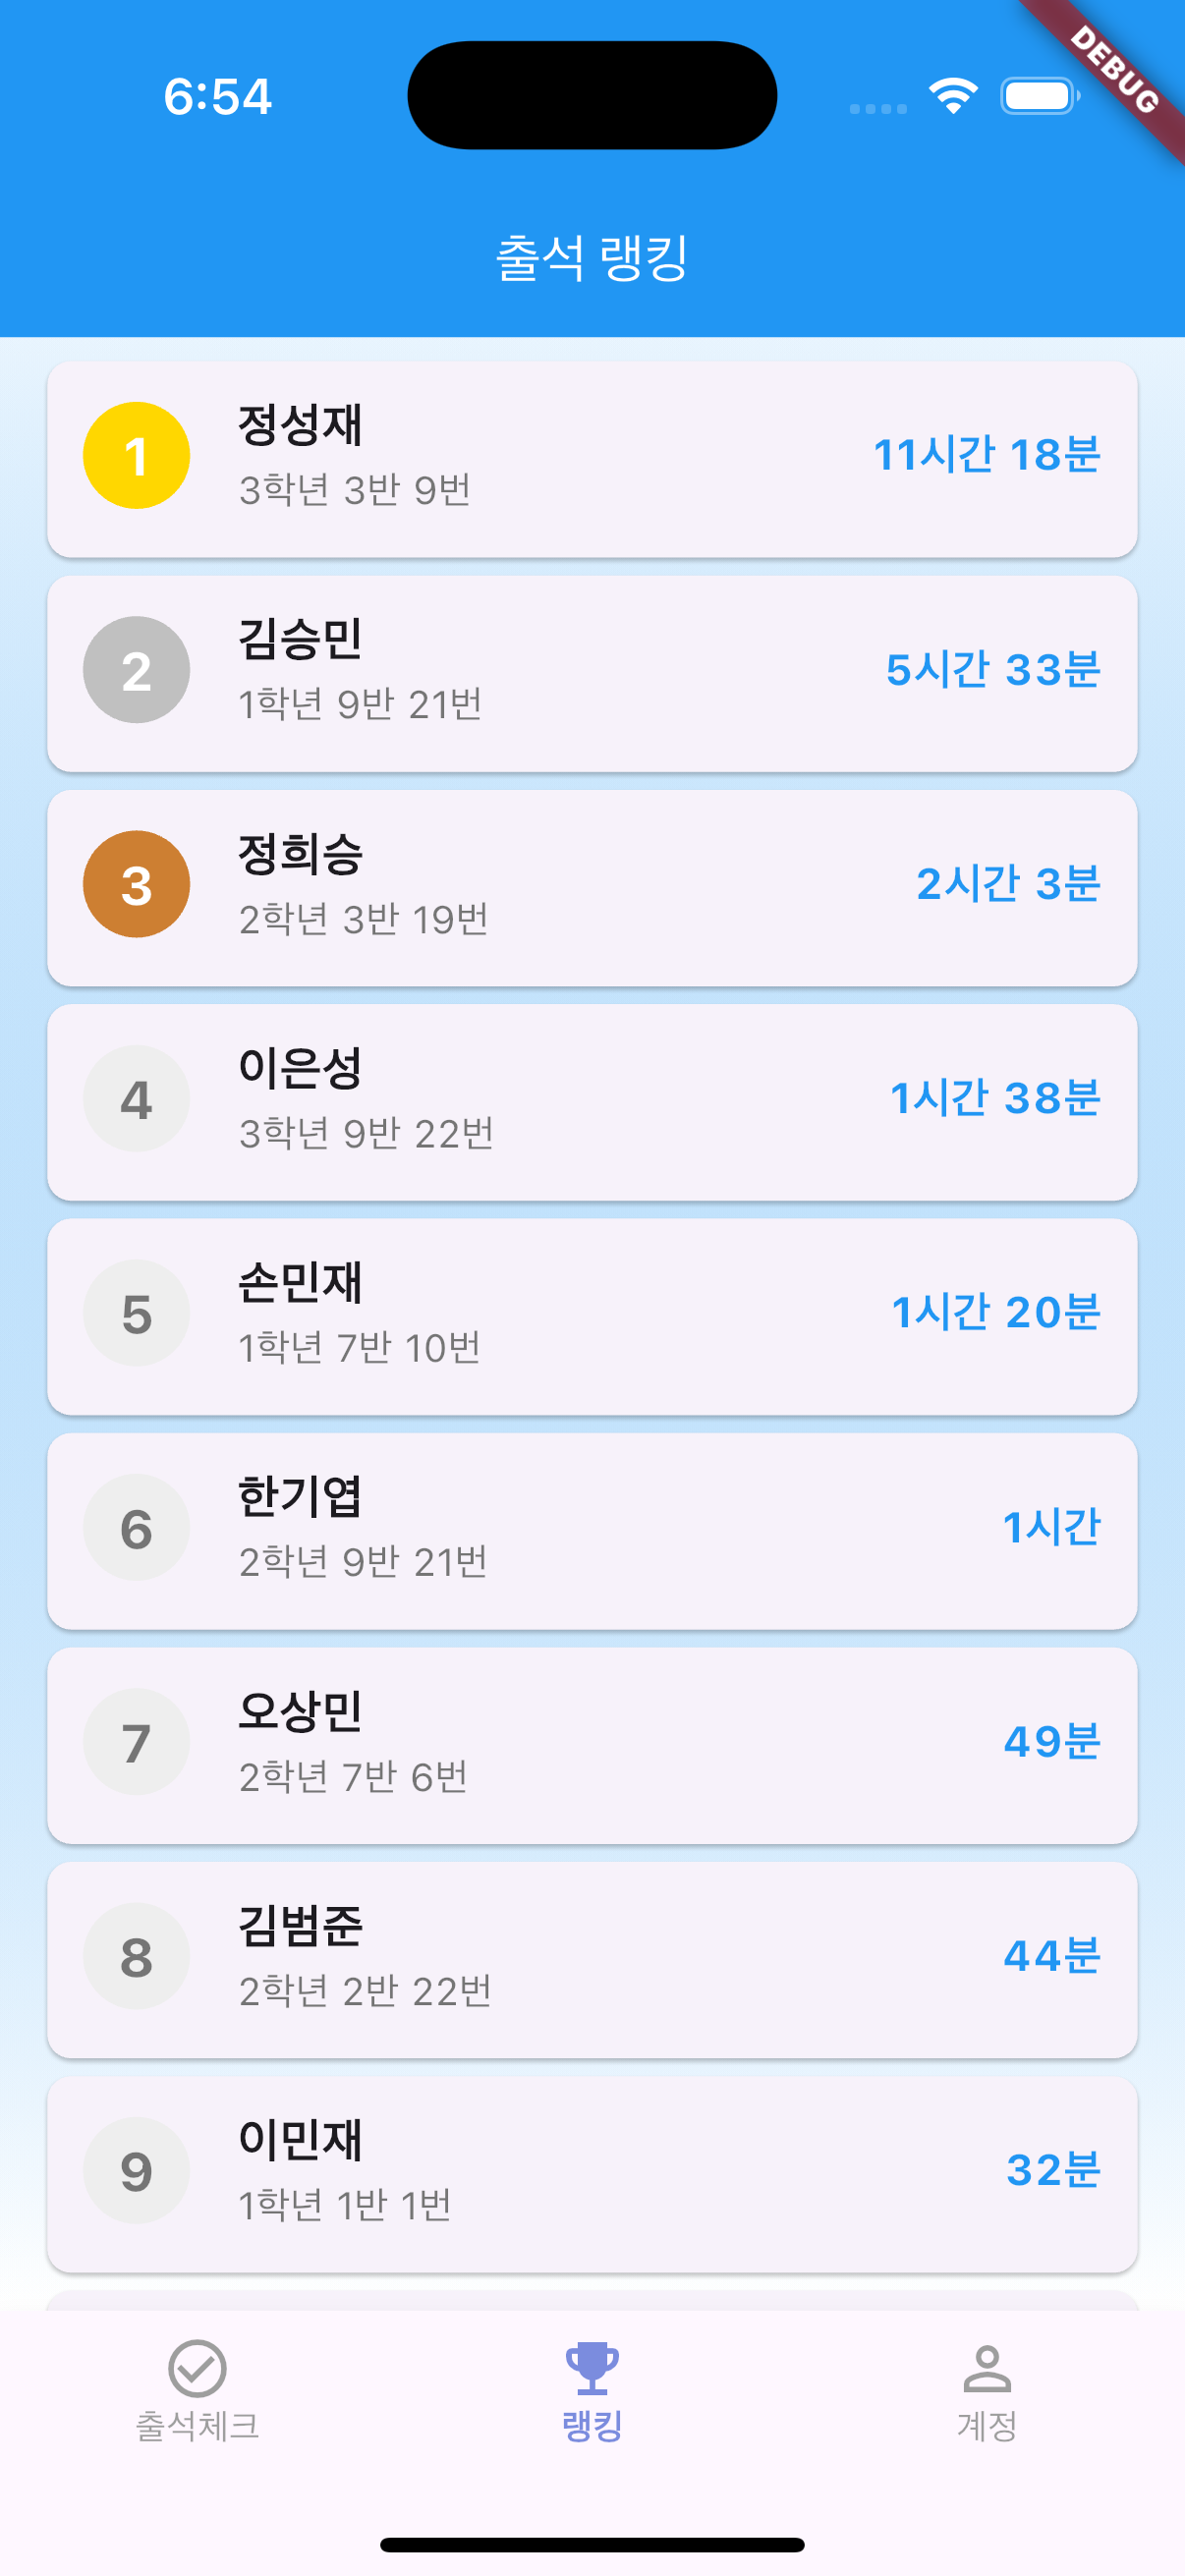 6:54
DEBUG
출석 랭킹
1
정성재
3학년 3반 9번
11시간 18분
2
김승민
1학년 9반 21번
5시간 33분
3
정희승
2학년 3반 19번
2시간 3분
4
이은성
3학년 9반 22번
1시간 38분
5
손민재
1학년 7반 10번
1시간 20분
6
한기엽
2학년 9반 21번
1시간
7
오상민
2학년 7반 6번
49분
8
김범준
2학년 2반 22번
44분
9
이민재
1학년 1반 1번
32분
출석체크
랭킹
계정